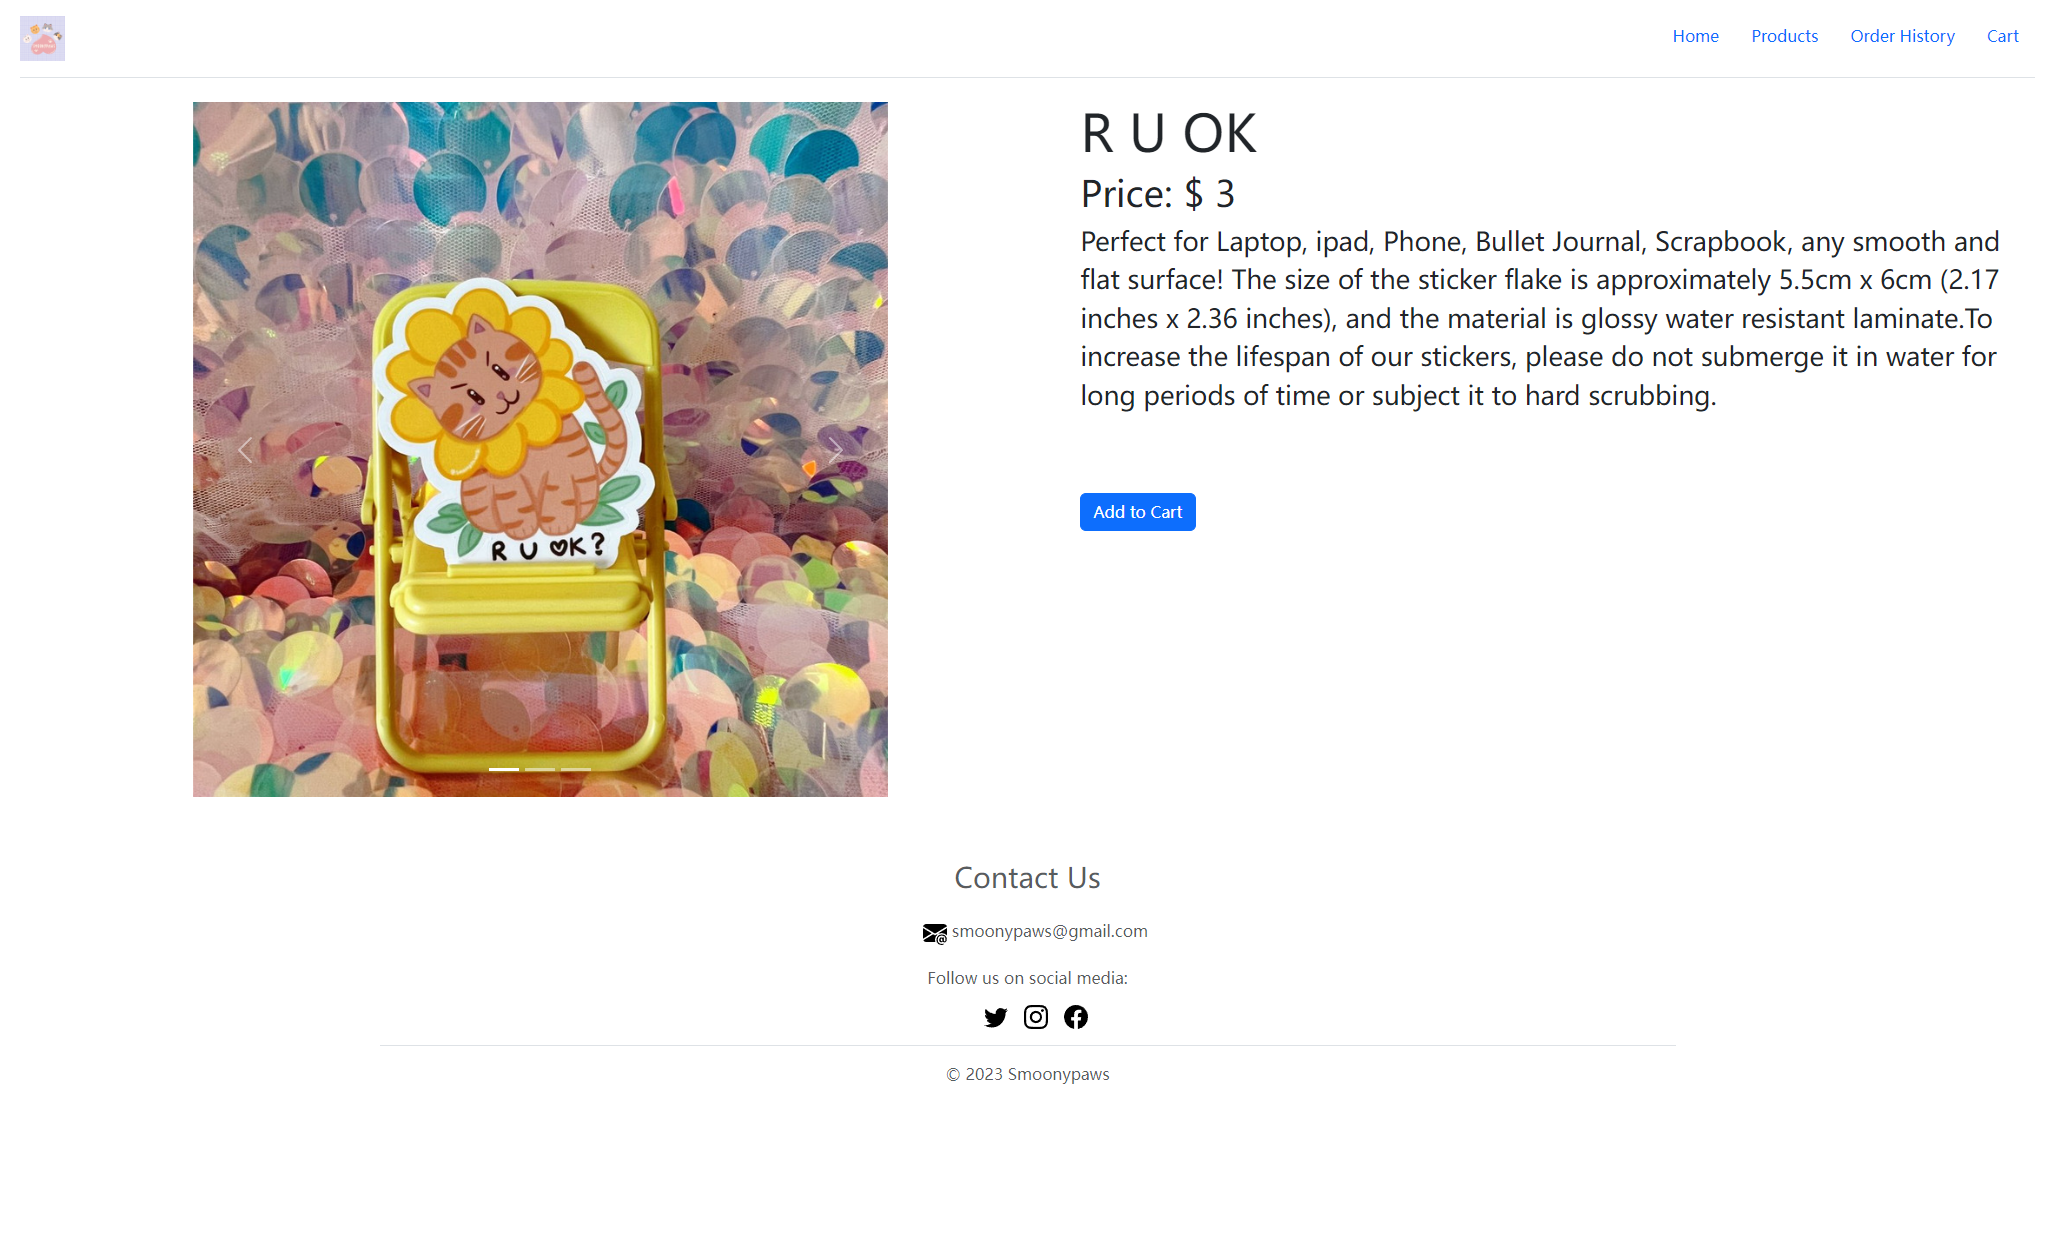 Home Products Order History Cart
R U OK
Price: $ 3
Perfect for Laptop, ipad, Phone, Bullet Journal, Scrapbook, any smooth and
flat surface! The size of the sticker flake is approximately 5.5cm x 6cm (2.17
inches x 2.36 inches), and the material is glossy water resistant laminate.To
increase the lifespan of our stickers, please do not submerge it in water for
long periods of time or subject it to hard scrubbing.
Add to Cart
R U OK?
Contact Us
smoonypaws@gmail.com
Follow us on social media:
© 2023 Smoonypaws